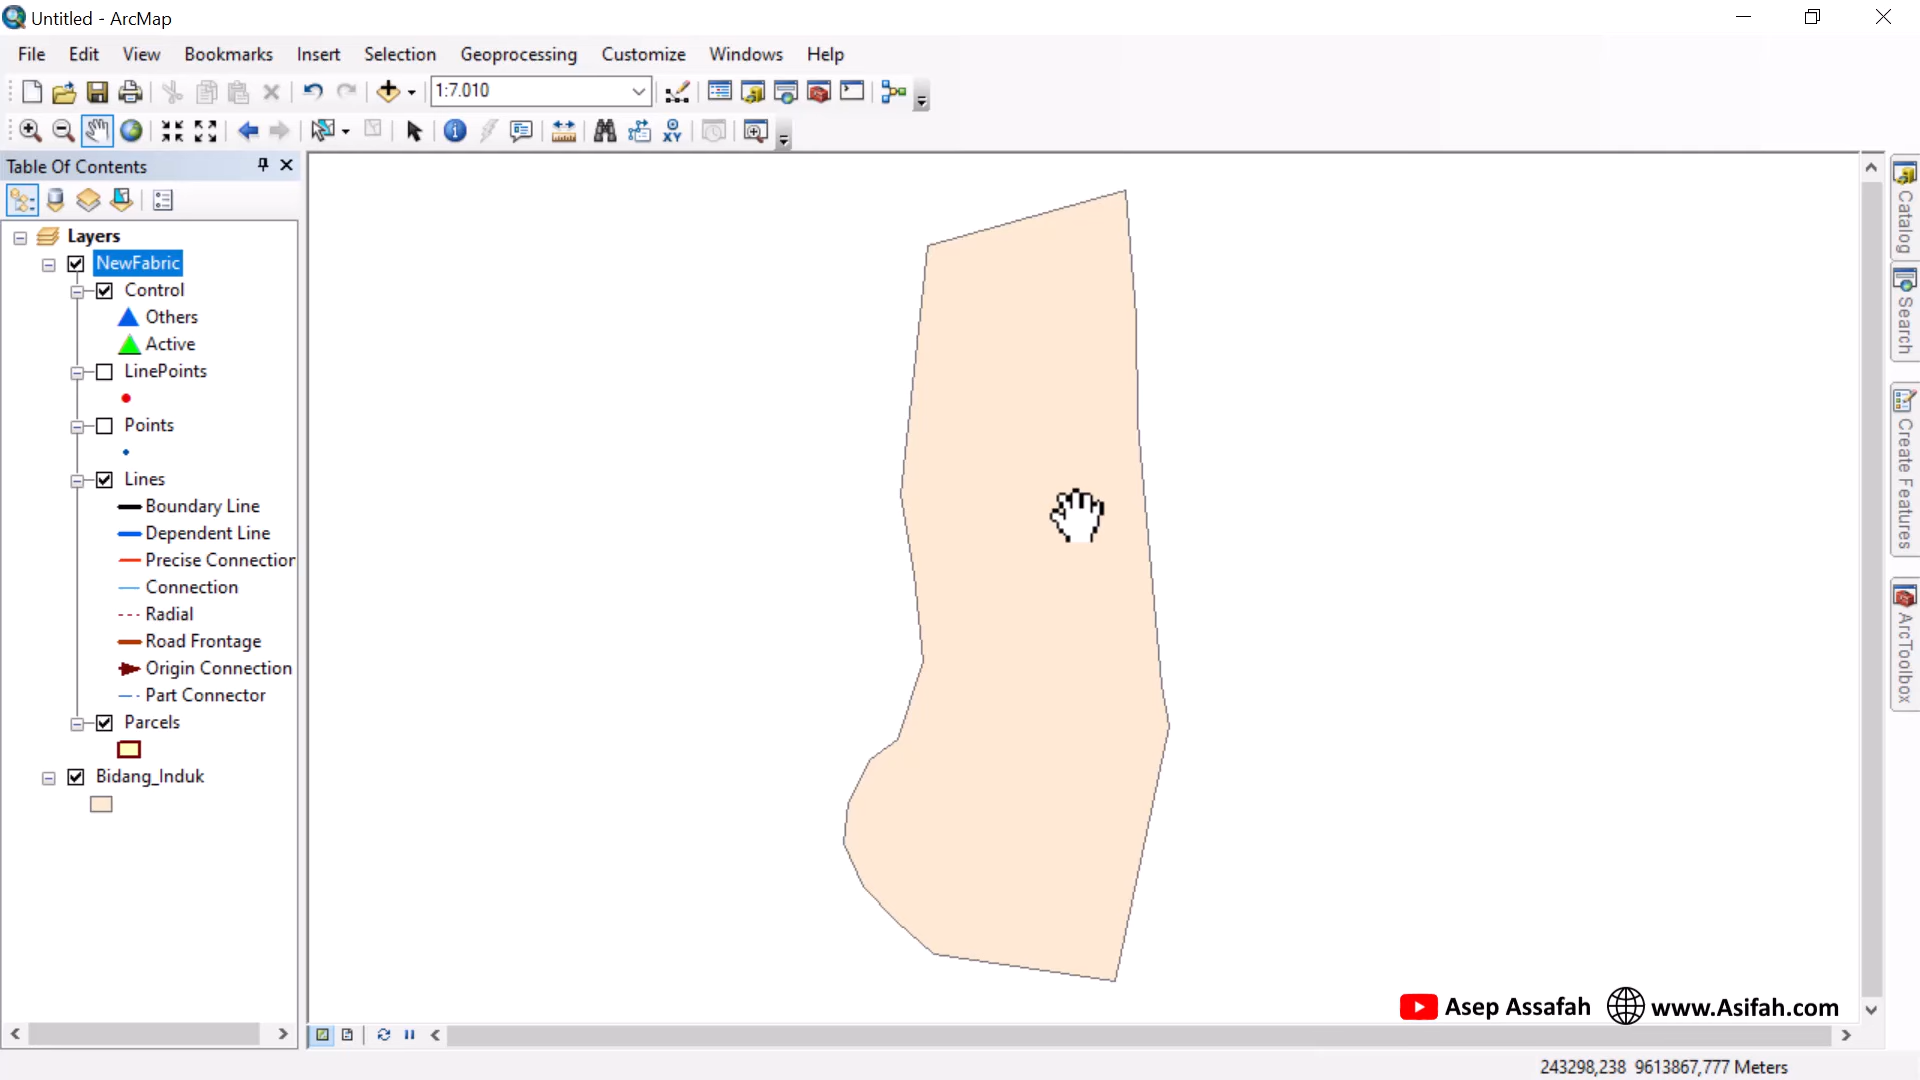 Untitled - ArcMap
File Edit View Bookmarks Insert Selection Geoprocessing Customize Windows Help
1:7.010
XY
Table Of Contents
Layers
NewFabric
Control
Others
Active
LinePoints
Points
Lines
Boundary Line
Dependent Line
Precise Connection
Connection
Radial
Road Frontage
Origin Connection
Part Connector
Parcels
Bidang_Induk
Catalog
Search
Create Features
ArcToolbox
Asep Assafah www.Asifah.com
243298,238 9613867,777 Meters